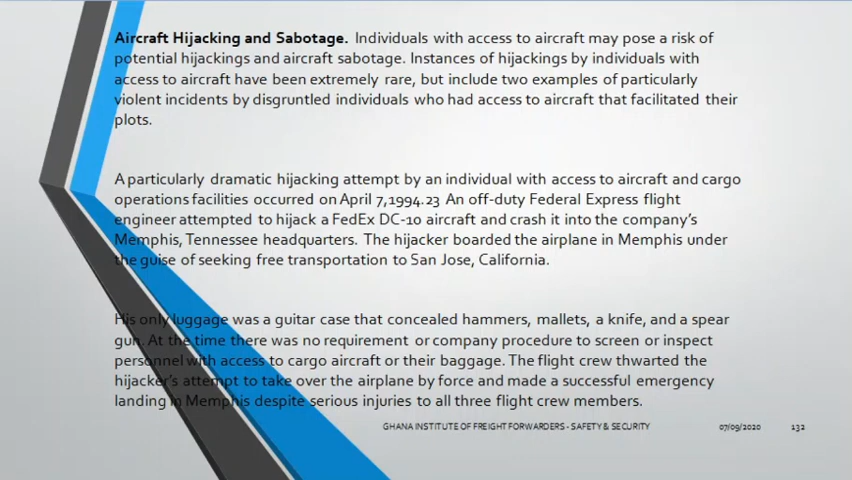 Aircraft Hijacking and Sabotage. Individuals with access to aircraft may pose a risk of
potential hijackings and aircraft sabotage. Instances of hijackings by individuals with
access to aircraft have been extremely rare, but include two examples of particularly
violent incidents by disgruntled individuals who had access to aircraft that facilitated their
plots.
A particularly dramatic hijacking attempt by an individual with access to aircraft and cargo
operations facilities occurred on April 7,1994.23 An off-duty Federal Express flight
engineer attempted to hijack a FedEx DC-10 aircraft and crash it into the company's
Memphis, Tennessee headquarters. The hijacker boarded the airplane in Memphis under
the guise of seeking free transportation to San Jose, California.
His only luggage was a guitar case that concealed hammers, mallets, a knife, and a spear
gun. At the time there was no requirement or company procedure to screen or inspect
personnel with access to cargo aircraft or their baggage. The flight crew thwarted the
hijacker's attempt to take over the airplane by force and made a successful emergency
landing in Memphis despite serious injuries to all three flight crew members.
GHANA INSTITUTE OF FREIGHT FORWARDERS - SAFETY & SECURITY 07/09/2020 132